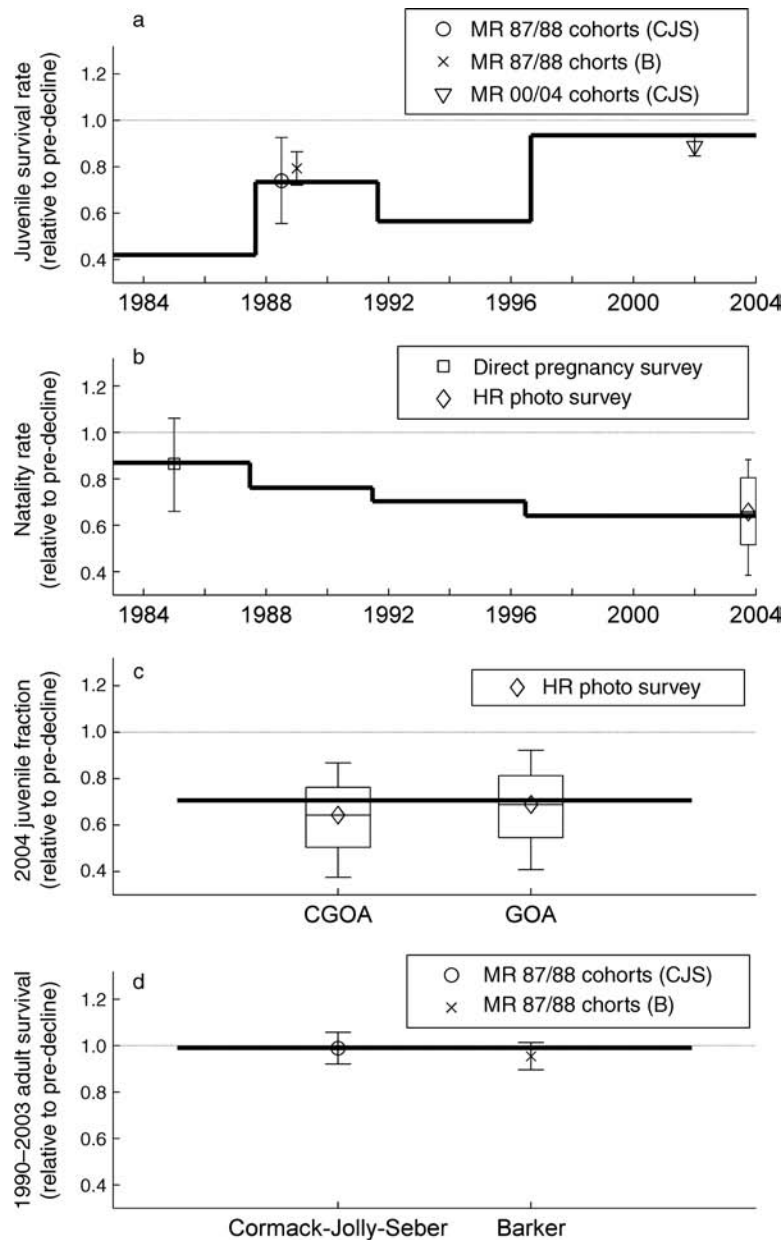 a
MR 87/88 cohorts (CJS)
MR 87/88 chorts (B)
MR 00/04 cohorts (CJS)
Juvenile survival rate
(relative to pre-decline)
1.2
1.0
0.8
0.6
0.4
1984 1988 1992 1996 2000 2004
b
Direct pregnancy survey
HR photo survey
Natality rate
(relative to pre-decline)
1.2
1.0
0.8
0.6
0.4
1984 1988 1992 1996 2000 2004
c
HR photo survey
2004 juvenile fraction
(relative to pre-decline)
1.2
1.0
0.8
0.6
0.4
CGOA GOA
d
MR 87/88 cohorts (CJS)
MR 87/88 chorts (B)
1990–2003 adult survival
(relative to pre-decline)
1.2
1.0
0.8
0.6
0.4
Cormack-Jolly-Seber Barker